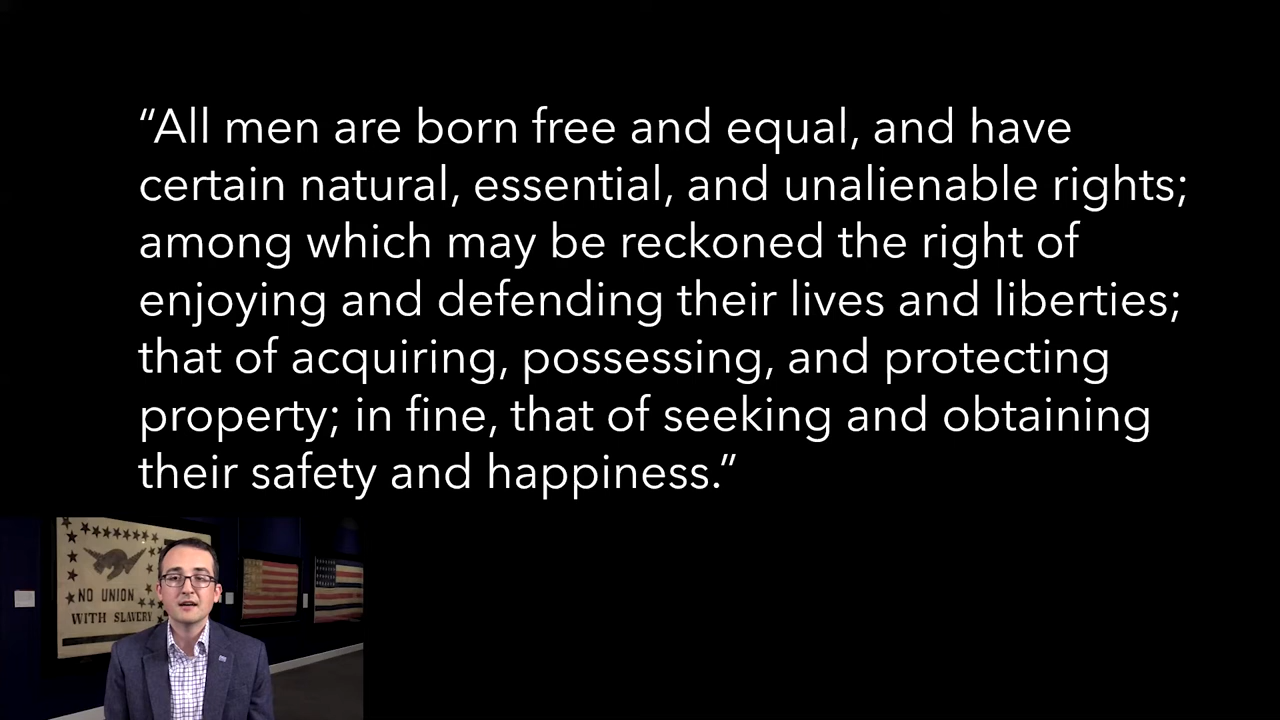 “All men are born free and equal, and have
certain natural, essential, and unalienable rights;
among which may be reckoned the right of
enjoying and defending their lives and liberties;
that of acquiring, possessing, and protecting
property; in fine, that of seeking and obtaining
their safety and happiness.”
NO UNION
WITH SLAVERY